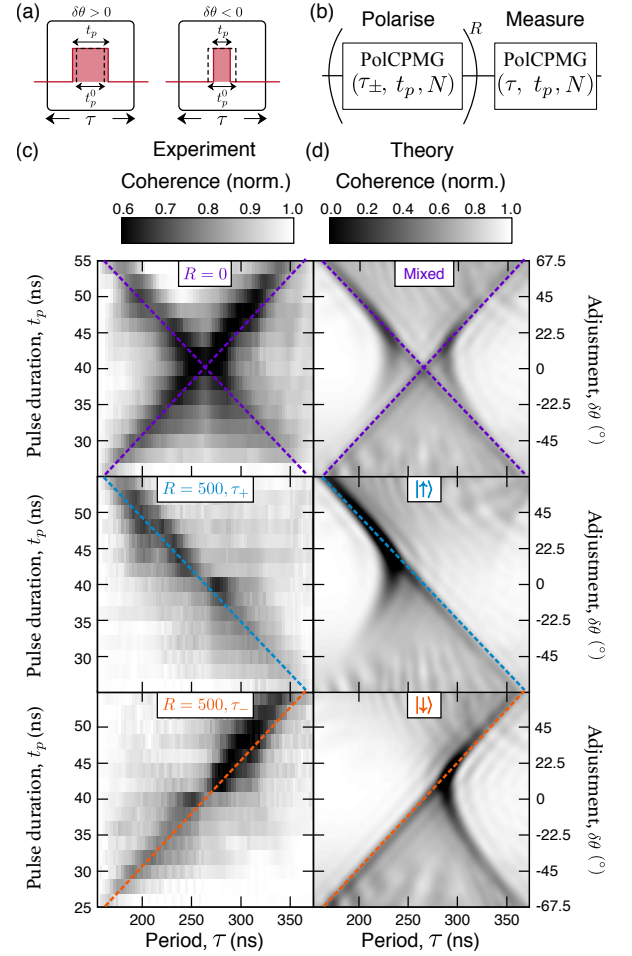 (a)
δθ > 0
δθ < 0
t_p
t_p
t_p^0
t_p^0
τ
τ
(b)
Polarise
Measure
R
PolCPMG
(τ±, t_p, N)
PolCPMG
(τ, t_p, N)
(c)
Experiment
Coherence (norm.)
0.6 0.7 0.8 0.9 1.0
(d)
Theory
Coherence (norm.)
0.0 0.2 0.4 0.6 0.8 1.0
R = 0
Mixed
55
50
45
40
35
30
Pulse duration, t_p (ns)
67.5
45
22.5
0
-22.5
-45
Adjustment, δθ (°)
R = 500, τ+
|↑⟩
50
45
40
35
30
Pulse duration, t_p (ns)
45
22.5
0
-22.5
-45
Adjustment, δθ (°)
R = 500, τ−
|↓⟩
50
45
40
35
30
25
Pulse duration, t_p (ns)
45
22.5
0
-22.5
-45
-67.5
Adjustment, δθ (°)
200 250 300 350
Period, τ (ns)
200 250 300 350
Period, τ (ns)